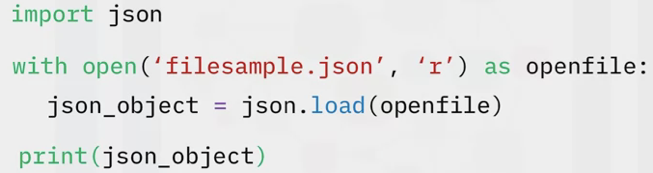 import json
with open(‘filesample.json’, ‘r’) as openfile:
json_object = json.load(openfile)
print(json_object)